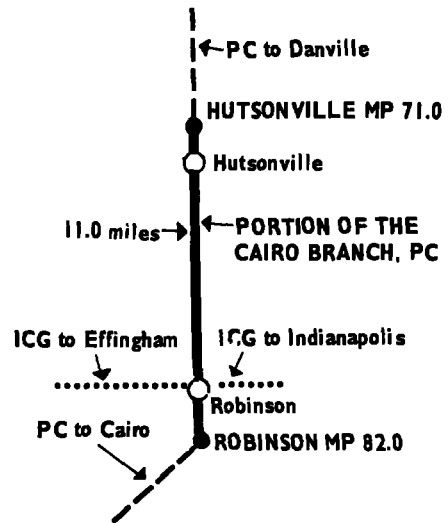 PC to Danville
HUTSONVILLE MP 71.0
Hutsonville
11.0 miles
PORTION OF THE
CAIRO BRANCH, PC
ICG to Effingham
ICG to Indianapolis
Robinson
PC to Cairo
ROBINSON MP 82.0